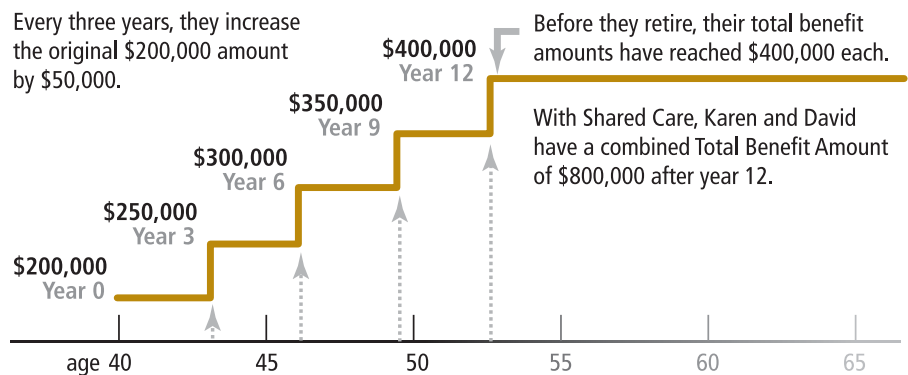 Every three years, they increase
the original $200,000 amount
by $50,000.
$400,000
Year 12
Before they retire, their total benefit
amounts have reached $400,000 each.
$350,000
Year 9
With Shared Care, Karen and David
have a combined Total Benefit Amount
of $800,000 after year 12.
$300,000
Year 6
$250,000
Year 3
$200,000
Year 0
age 40 45 50 55 60 65